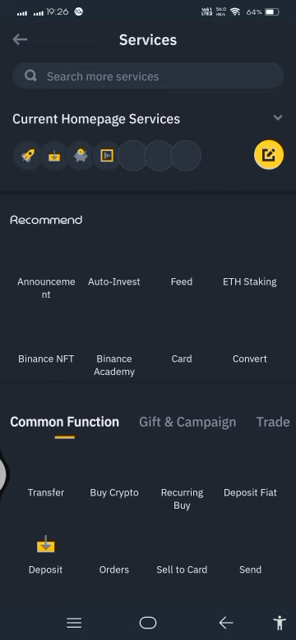 19:26
64%
Services
Search more services
Current Homepage Services
Recommend
Announceme
nt
Auto-Invest
Feed
ETH Staking
Binance NFT
Binance
Academy
Card
Convert
Common Function
Gift & Campaign
Trade
Transfer
Buy Crypto
Recurring
Buy
Deposit Fiat
Deposit
Orders
Sell to Card
Send